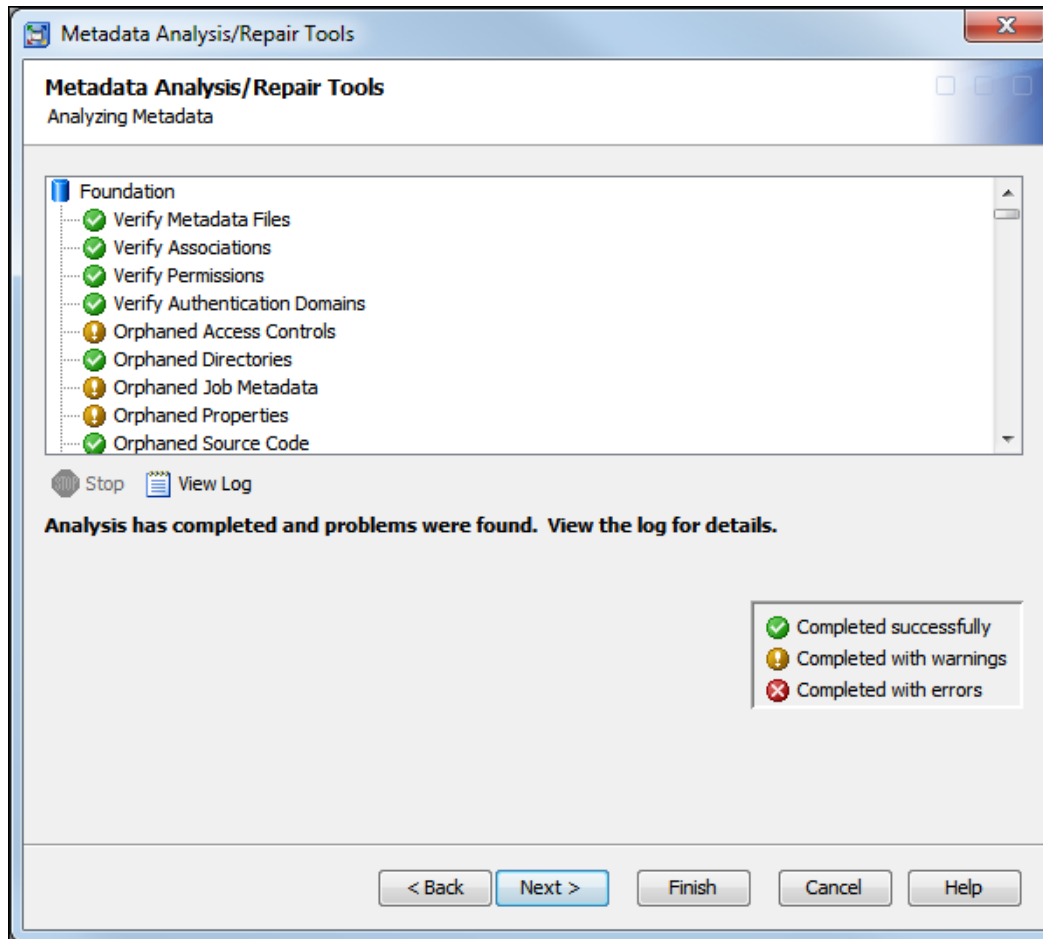 Metadata Analysis/Repair Tools
Metadata Analysis/Repair Tools
Analyzing Metadata
Foundation
Verify Metadata Files
Verify Associations
Verify Permissions
Verify Authentication Domains
Orphaned Access Controls
Orphaned Directories
Orphaned Job Metadata
Orphaned Properties
Orphaned Source Code
Stop View Log
Analysis has completed and problems were found. View the log for details.
Completed successfully
Completed with warnings
Completed with errors
< Back Next > Finish Cancel Help